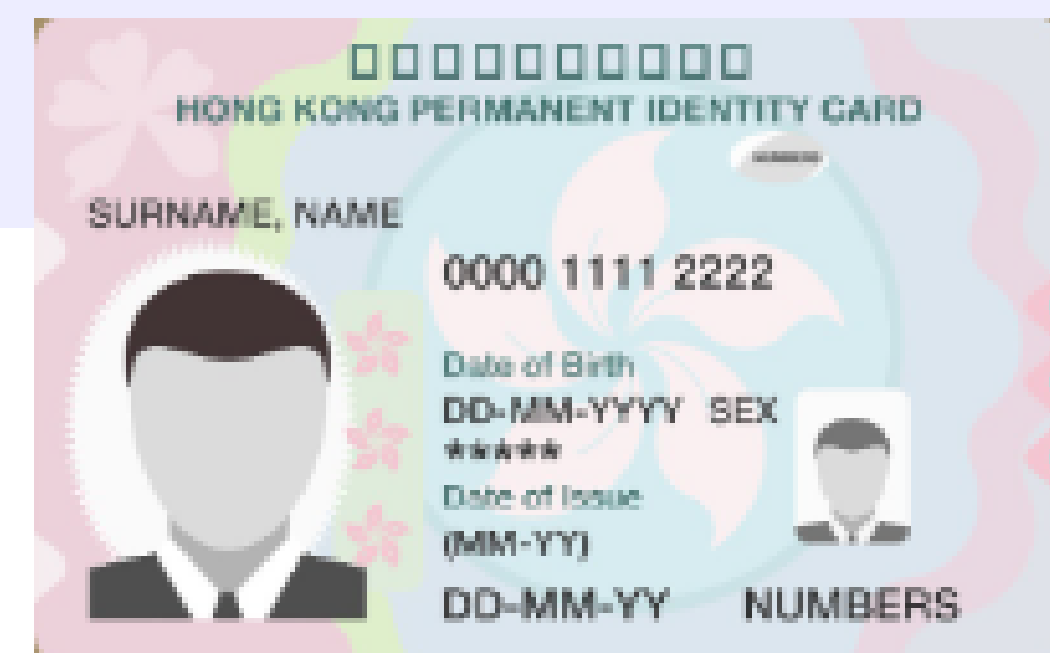 HONG KONG PERMANENT IDENTITY CARD
SURNAME, NAME
0000 1111 2222
Date of Birth
DD-MM-YYYY SEX
*****
Date of Issue
(MM-YY)
DD-MM-YY NUMBERS